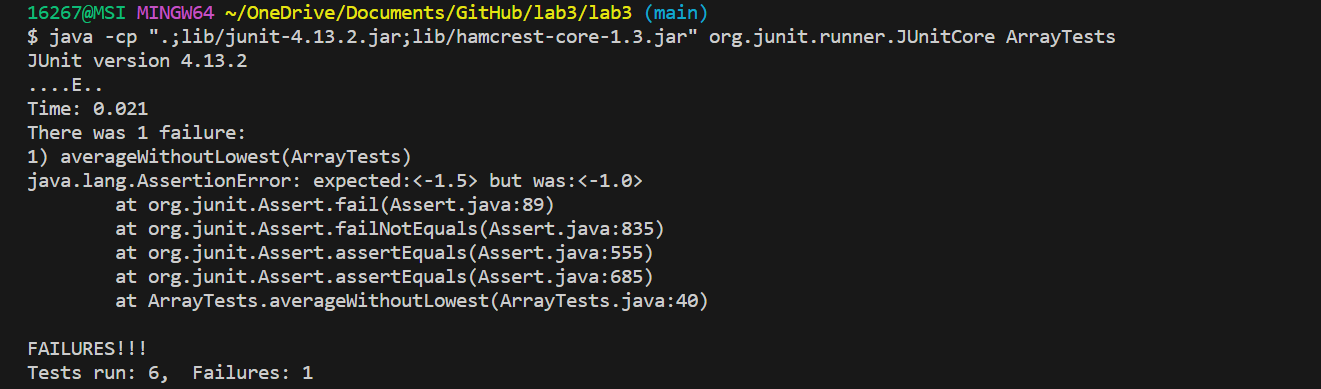 16267@MSI MINGW64 ~/OneDrive/Documents/GitHub/lab3/lab3 (main)
$ java -cp ".;lib/junit-4.13.2.jar;lib/hamcrest-core-1.3.jar" org.junit.runner.JUnitCore ArrayTests
JUnit version 4.13.2
....E..
Time: 0.021
There was 1 failure:
1) averageWithoutLowest(ArrayTests)
java.lang.AssertionError: expected:<-1.5> but was:<-1.0>
        at org.junit.Assert.fail(Assert.java:89)
        at org.junit.Assert.failNotEquals(Assert.java:835)
        at org.junit.Assert.assertEquals(Assert.java:555)
        at org.junit.Assert.assertEquals(Assert.java:685)
        at ArrayTests.averageWithoutLowest(ArrayTests.java:40)
FAILURES!!!
Tests run: 6,  Failures: 1